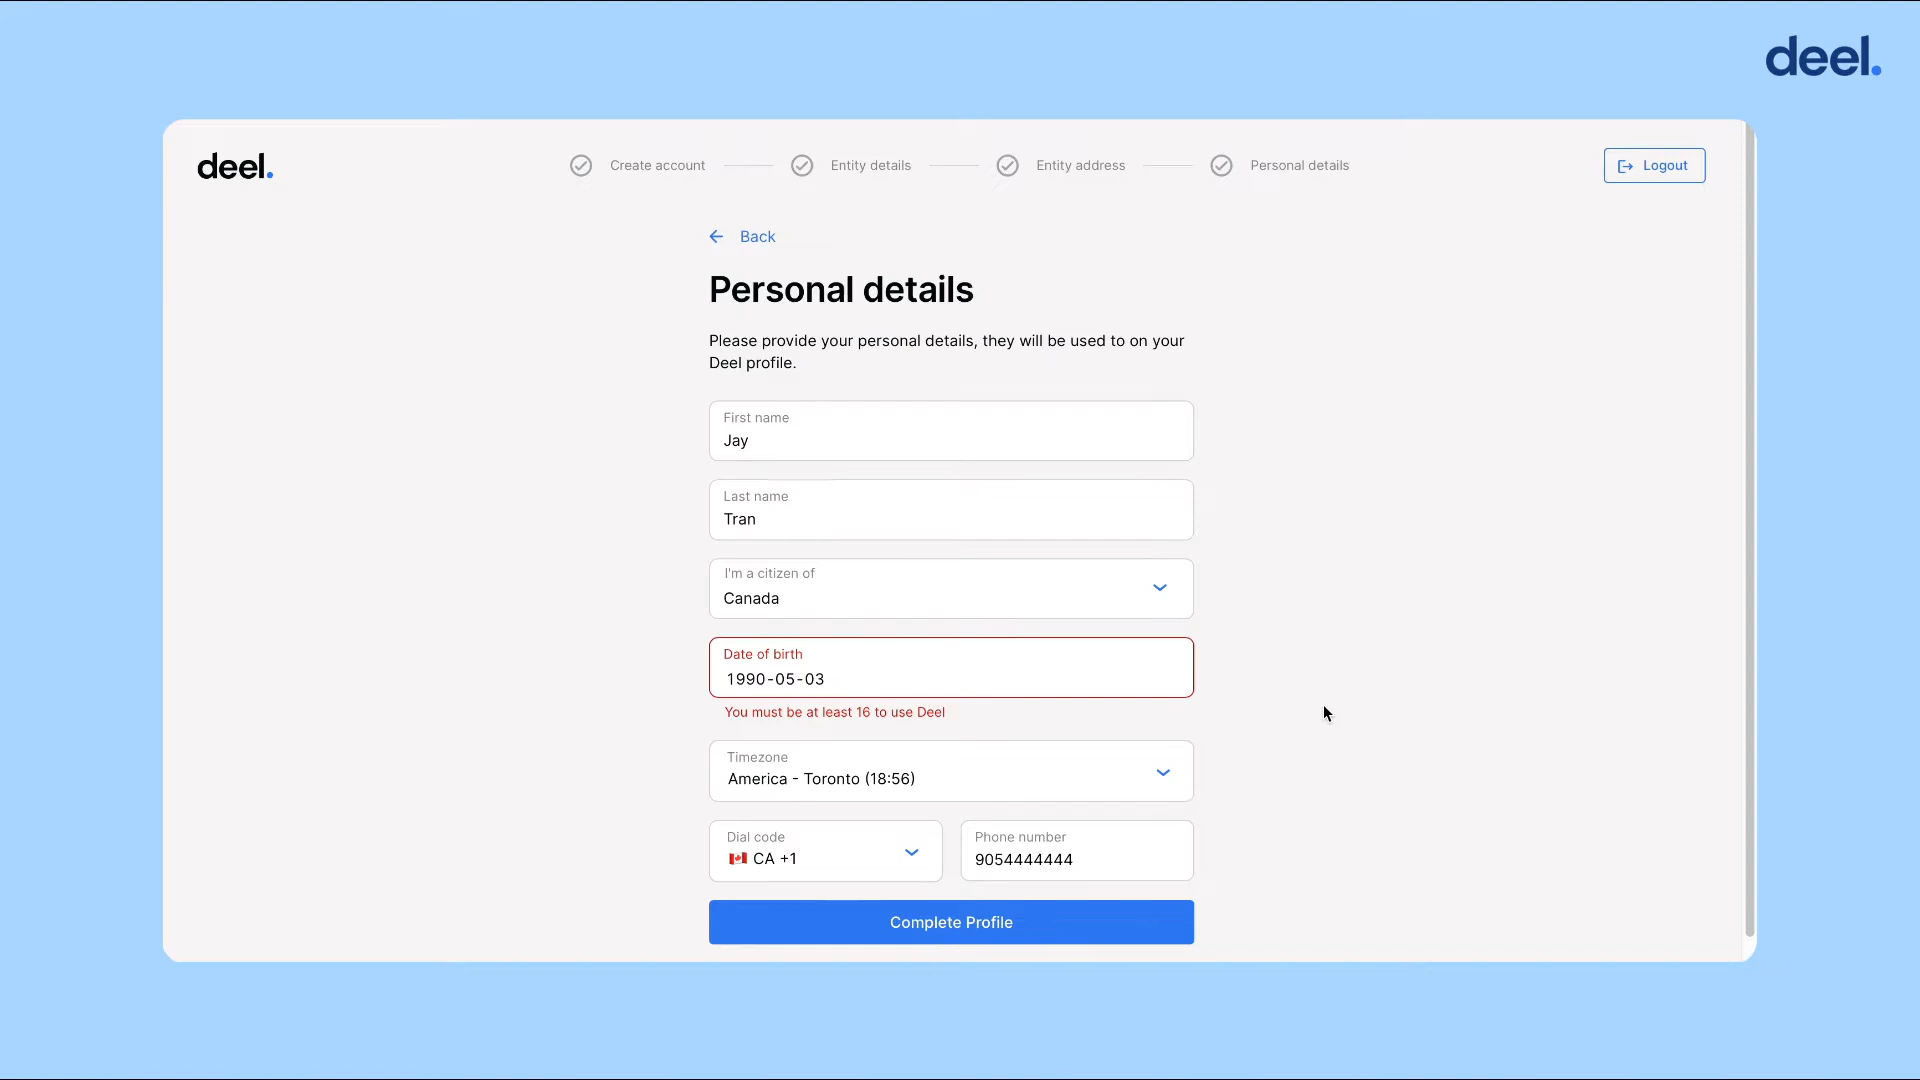 deel.
deel.
Create account
Entity details
Entity address
Personal details
Logout
Back
Personal details
Please provide your personal details, they will be used to on your
Deel profile.
First name
Jay
Last name
Tran
I'm a citizen of
Canada
Date of birth
1990-05-03
You must be at least 16 to use Deel
Timezone
America - Toronto (18:56)
Dial code
CA +1
Phone number
9054444444
Complete Profile